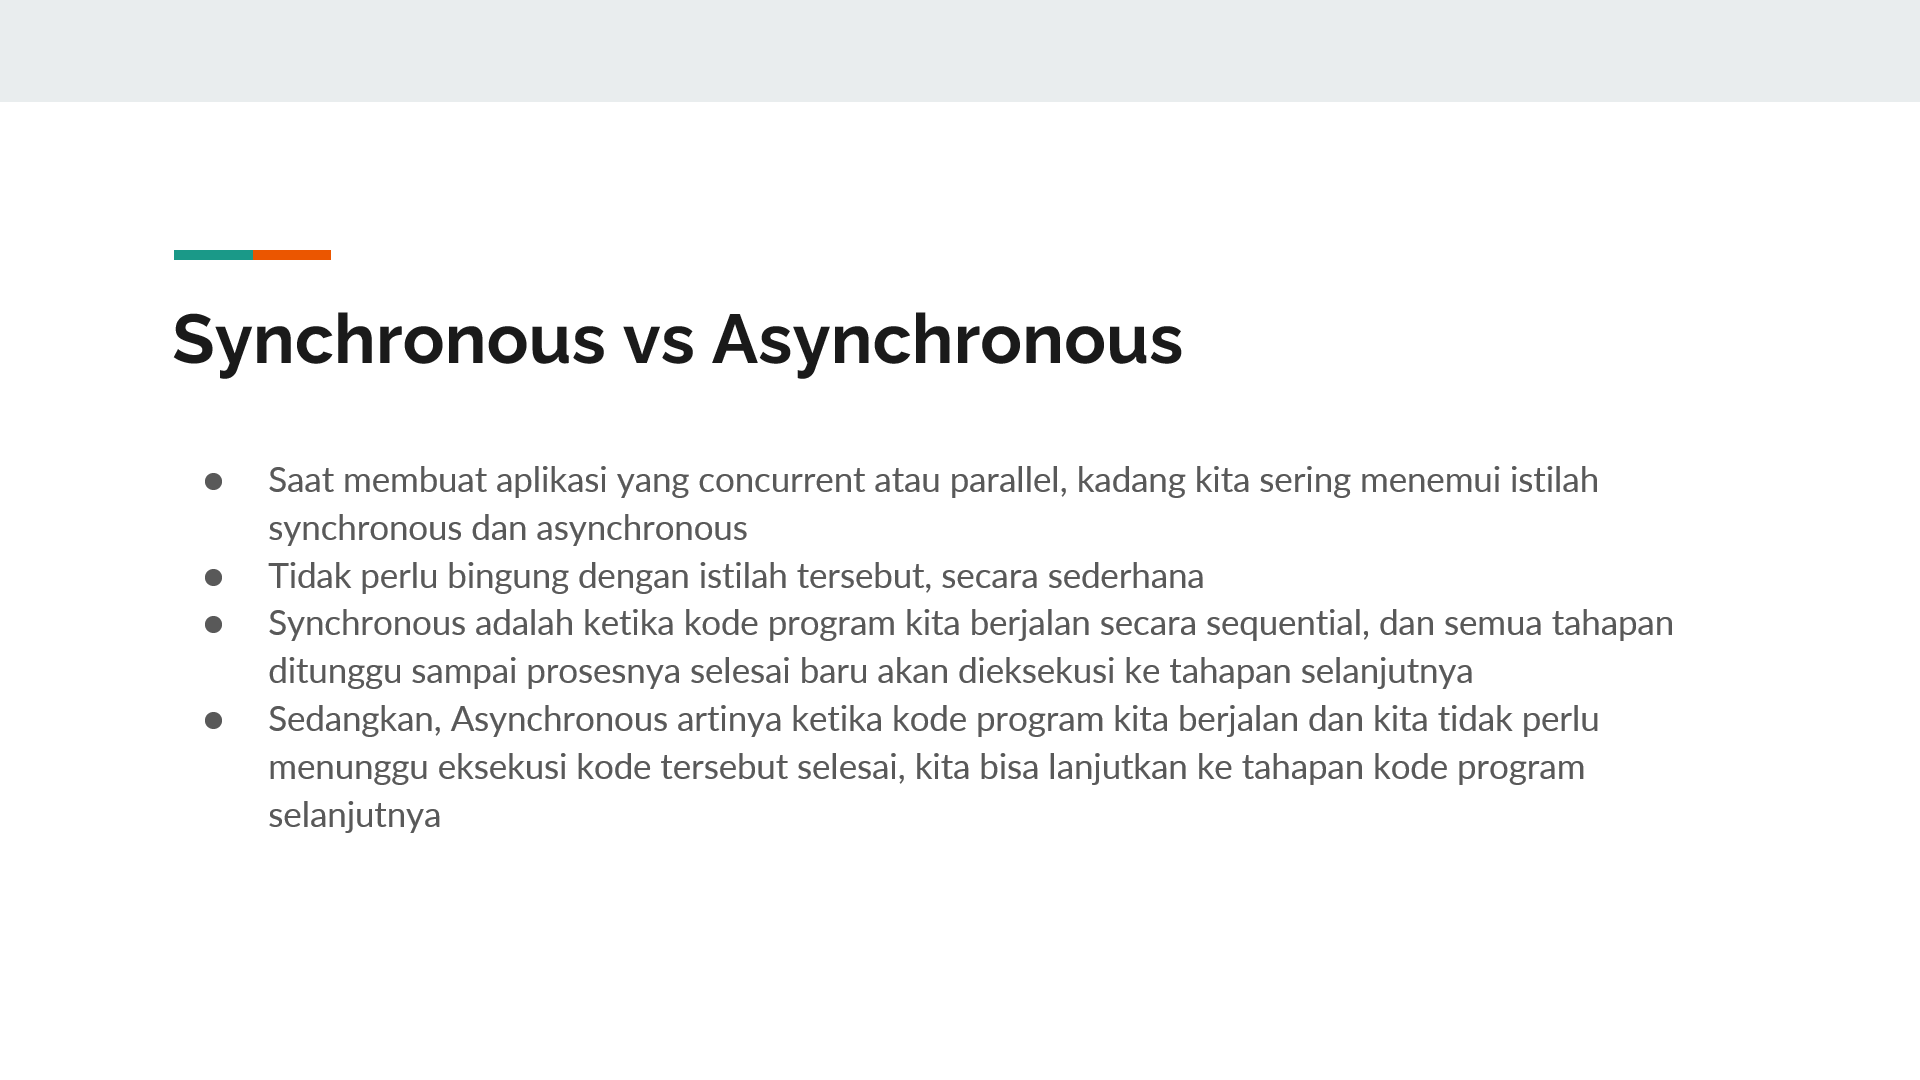 Synchronous vs Asynchronous
● Saat membuat aplikasi yang concurrent atau parallel, kadang kita sering menemui istilah
synchronous dan asynchronous
● Tidak perlu bingung dengan istilah tersebut, secara sederhana
● Synchronous adalah ketika kode program kita berjalan secara sequential, dan semua tahapan
ditunggu sampai prosesnya selesai baru akan dieksekusi ke tahapan selanjutnya
● Sedangkan, Asynchronous artinya ketika kode program kita berjalan dan kita tidak perlu
menunggu eksekusi kode tersebut selesai, kita bisa lanjutkan ke tahapan kode program
selanjutnya